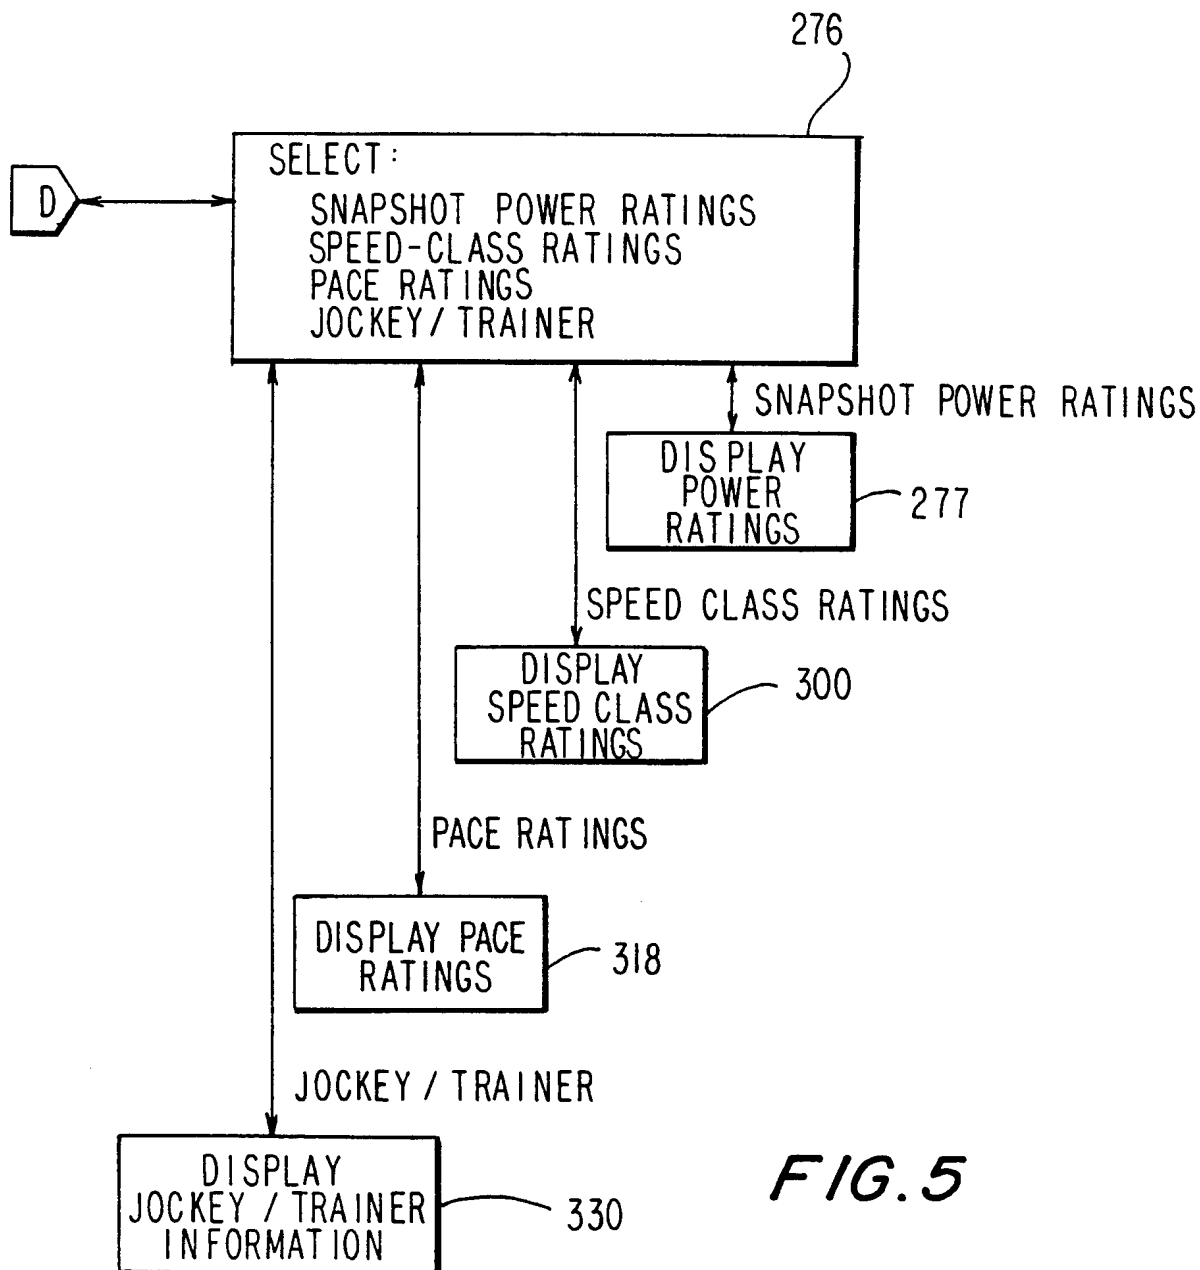 276
SELECT:
SNAPSHOT POWER RATINGS
SPEED-CLASS RATINGS
PACE RATINGS
JOCKEY/TRAINER
D
SNAPSHOT POWER RATINGS
DISPLAY
POWER
RATINGS
277
SPEED CLASS RATINGS
DISPLAY
SPEED CLASS
RATINGS
300
PACE RATINGS
DISPLAY PACE
RATINGS
318
JOCKEY / TRAINER
DISPLAY
JOCKEY / TRAINER
INFORMATION
330
FIG. 5